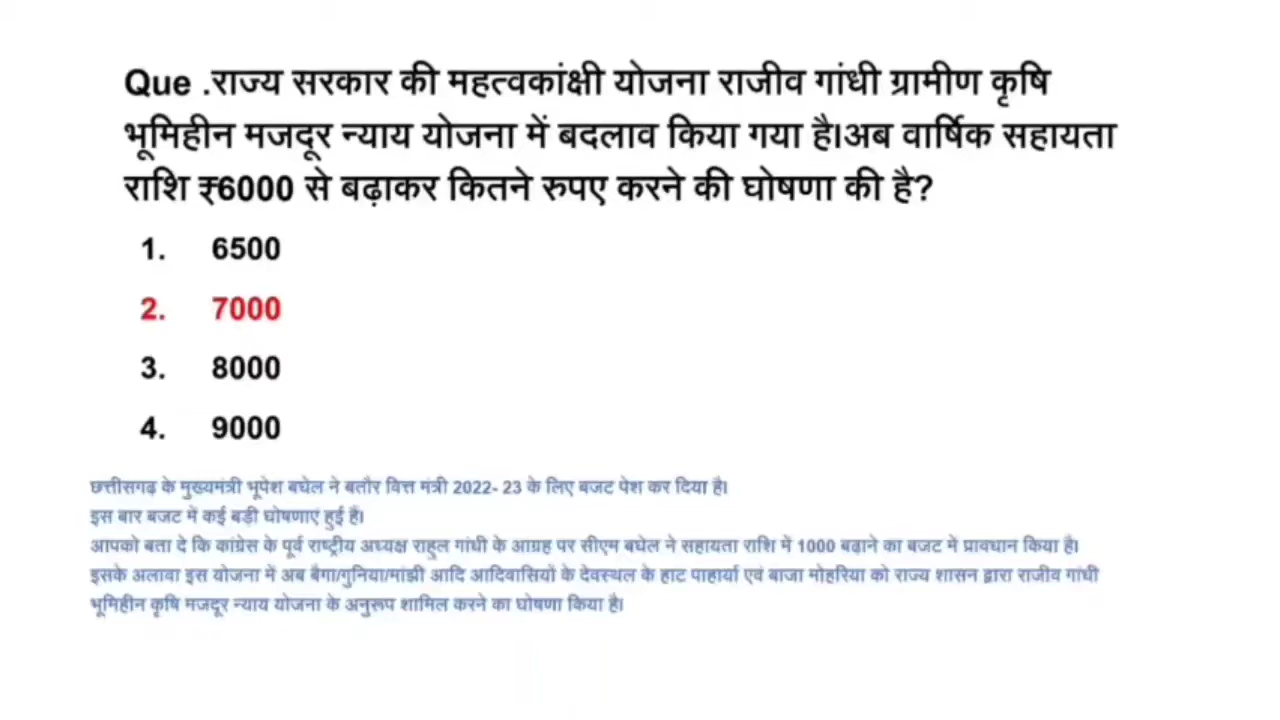 Que .राज्य सरकार की महत्वकांक्षी योजना राजीव गांधी ग्रामीण कृषि
भूमिहीन मजदूर न्याय योजना में बदलाव किया गया है।अब वार्षिक सहायता
राशि ₹6000 से बढ़ाकर कितने रुपए करने की घोषणा की है?
1. 6500
2. 7000
3. 8000
4. 9000
छत्तीसगढ़ के मुख्यमंत्री भूपेश बघेल ने बतौर वित्त मंत्री 2022- 23 के लिए बजट पेश कर दिया है।
इस बार बजट में कई बड़ी घोषणाएं हुई हैं।
आपको बता दे कि कांग्रेस के पूर्व राष्ट्रीय अध्यक्ष राहुल गांधी के आग्रह पर सीएम बघेल ने सहायता राशि में 1000 बढ़ाने का बजट में प्रावधान किया है।
इसके अलावा इस योजना में अब बैगा/गुनिया/मांझी आदि आदिवासियों के देवस्थल के हाट पाहार्या एवं बाजा मोहरिया को राज्य शासन द्वारा राजीव गांधी
भूमिहीन कृषि मजदूर न्याय योजना के अनुरूप शामिल करने का घोषणा किया है।